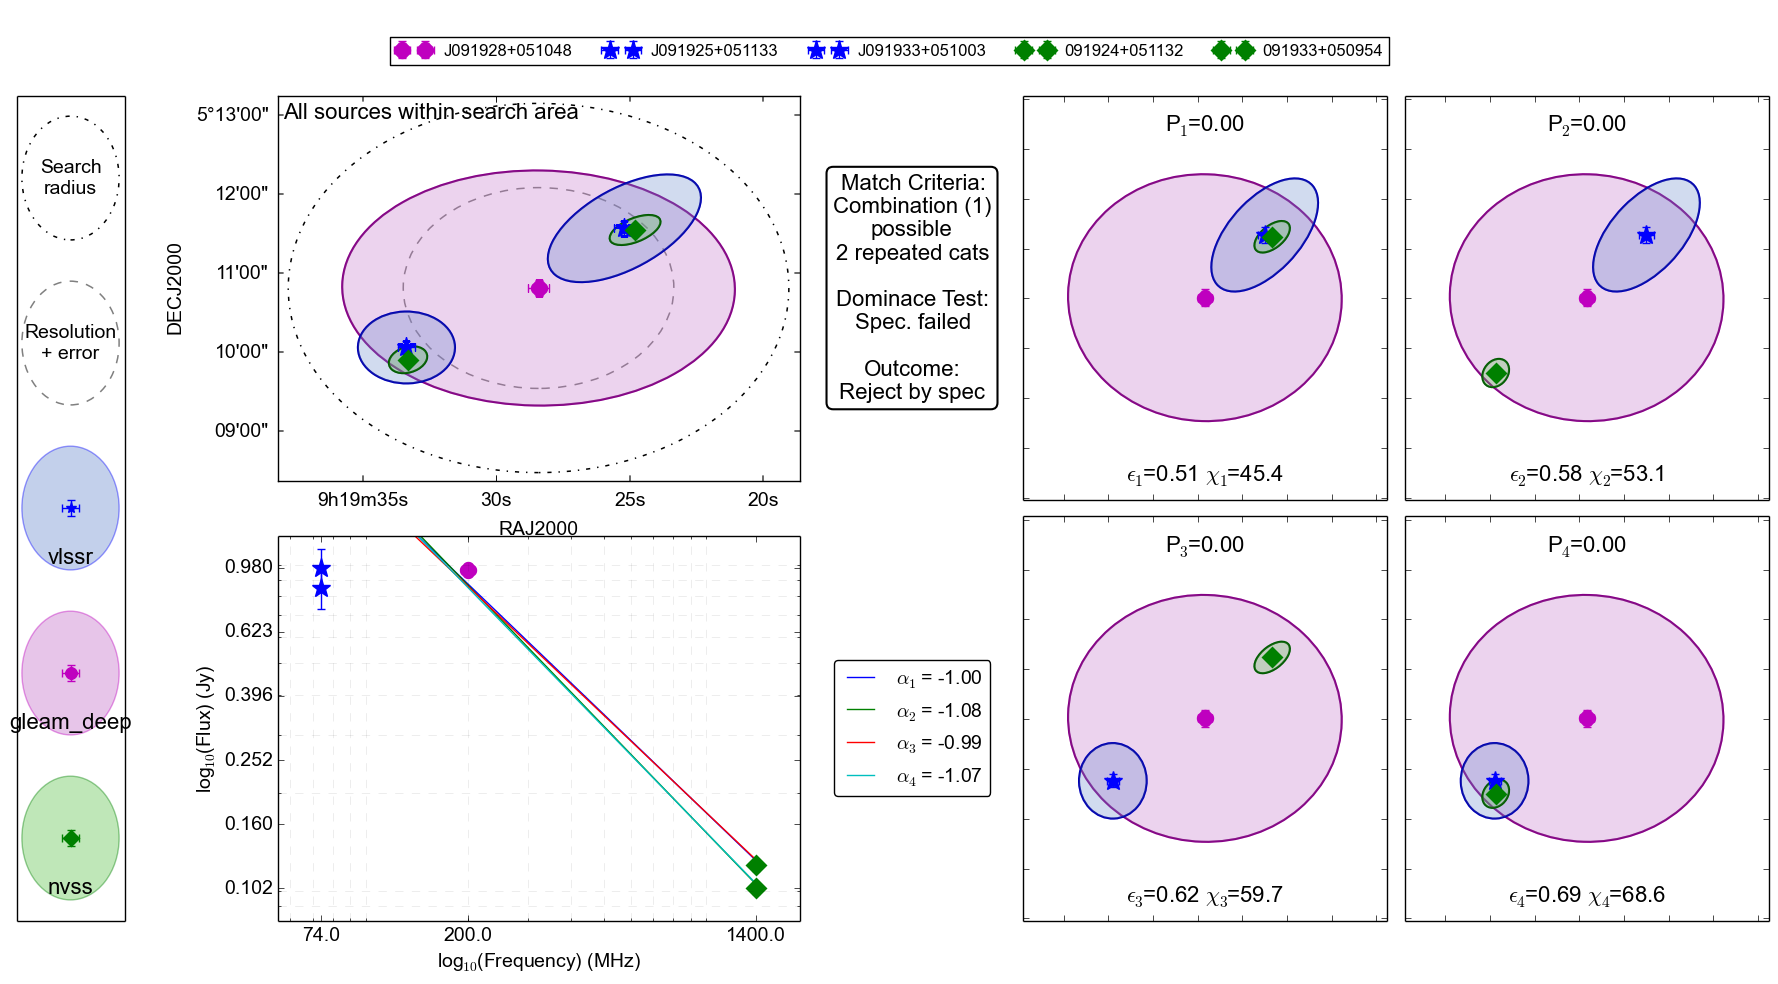 J091928+051048 J091925+051133 J091933+051003 091924+051132 091933+050954
Search
radius
Resolution
+ error
vlssr
gleam_deep
nvss
All sources within search area
DECJ2000
5°13'00"
12'00"
11'00"
10'00"
09'00"
9h19m35s 30s 25s 20s
RAJ2000
Match Criteria:
Combination (1)
possible
2 repeated cats
Dominace Test:
Spec. failed
Outcome:
Reject by spec
P1=0.00
ϵ1=0.51 χ1=45.4
P2=0.00
ϵ2=0.58 χ2=53.1
log10(Flux) (Jy)
0.980
0.623
0.396
0.252
0.160
0.102
74.0 200.0 1400.0
log10(Frequency) (MHz)
α1 = -1.00
α2 = -1.08
α3 = -0.99
α4 = -1.07
P3=0.00
ϵ3=0.62 χ3=59.7
P4=0.00
ϵ4=0.69 χ4=68.6